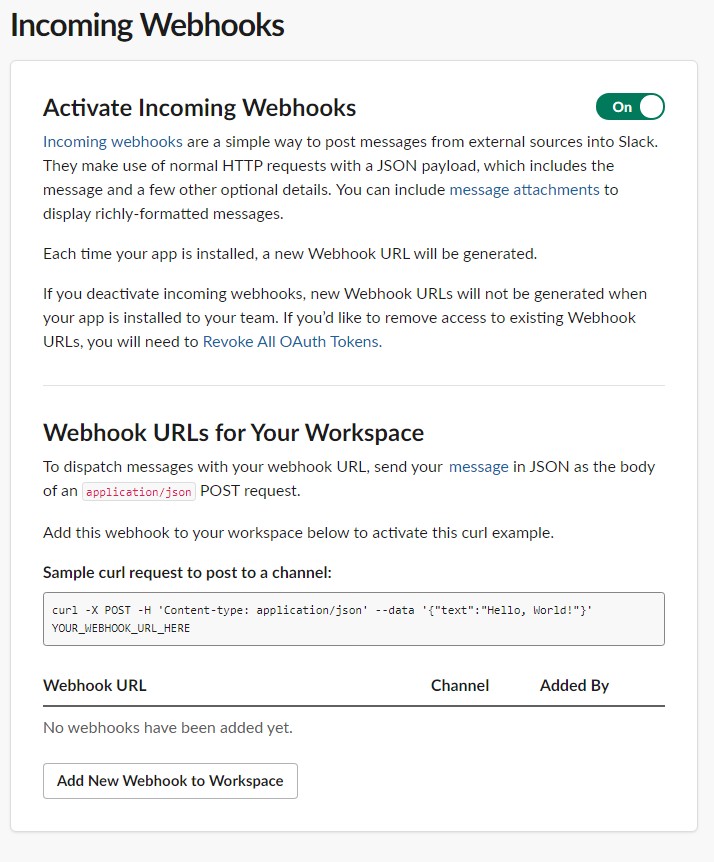 Incoming Webhooks
Activate Incoming Webhooks
On
Incoming webhooks are a simple way to post messages from external sources into Slack.
They make use of normal HTTP requests with a JSON payload, which includes the
message and a few other optional details. You can include message attachments to
display richly-formatted messages.
Each time your app is installed, a new Webhook URL will be generated.
If you deactivate incoming webhooks, new Webhook URLs will not be generated when
your app is installed to your team. If you’d like to remove access to existing Webhook
URLs, you will need to Revoke All OAuth Tokens.
Webhook URLs for Your Workspace
To dispatch messages with your webhook URL, send your message in JSON as the body
of an application/json POST request.
Add this webhook to your workspace below to activate this curl example.
Sample curl request to post to a channel:
curl -X POST -H 'Content-type: application/json' --data '{"text":"Hello, World!"}'
YOUR_WEBHOOK_URL_HERE
Webhook URL Channel Added By
No webhooks have been added yet.
Add New Webhook to Workspace